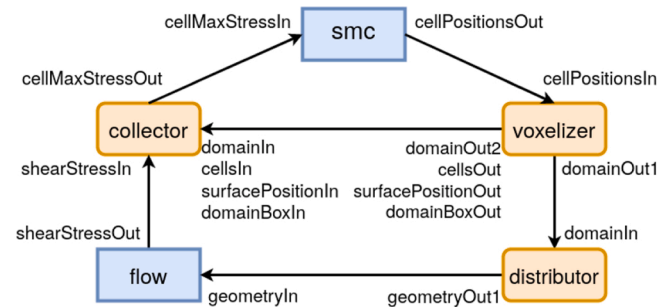 cellMaxStressIn
smc
cellPositionsOut
cellMaxStressOut
cellPositionsIn
collector
voxelizer
shearStressIn
domainIn
cellsIn
surfacePositionIn
domainBoxIn
domainOut2
cellsOut
surfacePositionOut
domainBoxOut
domainOut1
shearStressOut
domainIn
flow
distributor
geometryIn
geometryOut1